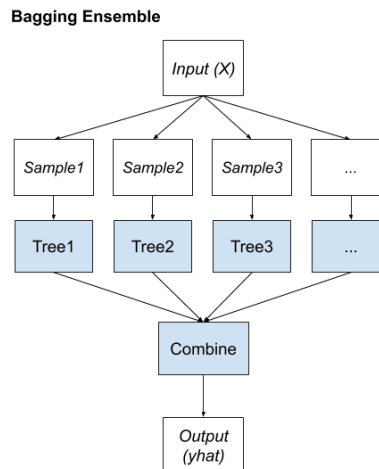 Bagging Ensemble
Input (X)
Sample1
Sample2
Sample3
...
Tree1
Tree2
Tree3
...
Combine
Output
(yhat)